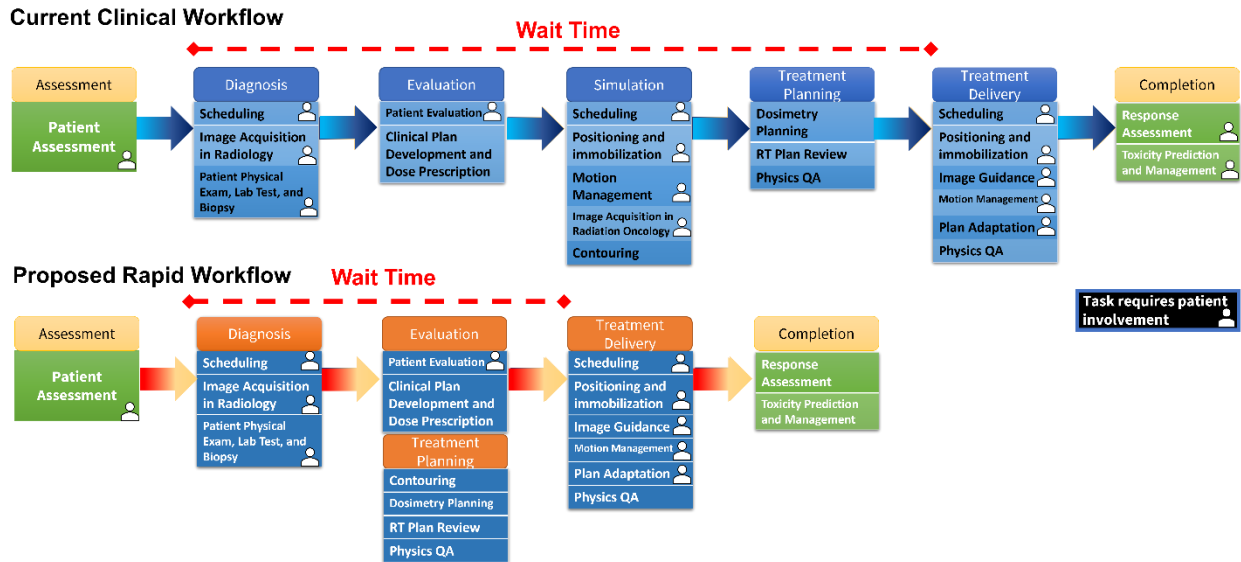 Current Clinical Workflow
Wait Time
Assessment
Patient
Assessment
Diagnosis
Scheduling
Image Acquisition
in Radiology
Patient Physical
Exam, Lab Test, and
Biopsy
Evaluation
Patient Evaluation
Clinical Plan
Development and
Dose Prescription
Simulation
Scheduling
Positioning and
immobilization
Motion
Management
Image Acquisition in
Radiation Oncology
Contouring
Treatment
Planning
Dosimetry
Planning
RT Plan Review
Physics QA
Treatment
Delivery
Scheduling
Positioning and
immobilization
Image Guidance
Motion Management
Plan Adaptation
Physics QA
Completion
Response
Assessment
Toxicity Prediction
and Management
Proposed Rapid Workflow
Wait Time
Assessment
Patient
Assessment
Diagnosis
Scheduling
Image Acquisition
in Radiology
Patient Physical
Exam, Lab Test, and
Biopsy
Evaluation
Patient Evaluation
Clinical Plan
Development and
Dose Prescription
Treatment
Planning
Contouring
Dosimetry Planning
RT Plan Review
Physics QA
Treatment
Delivery
Scheduling
Positioning and
immobilization
Image Guidance
Motion Management
Plan Adaptation
Physics QA
Completion
Response
Assessment
Toxicity Prediction
and Management
Task requires patient
involvement